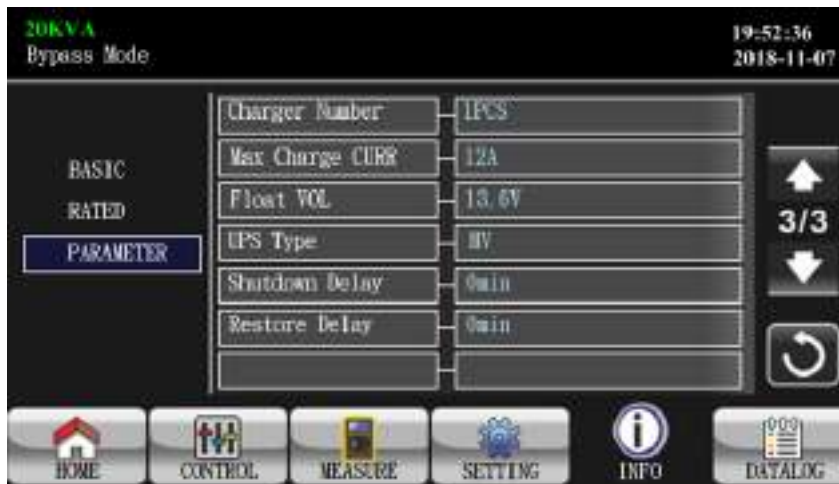 20KVA
Bypass Mode
19:52:36
2018-11-07
BASIC
RATED
PARAMETER
Charger Number
1PCS
Max Charge CURR
12A
Float VOL
13.6V
UPS Type
Shutdown Delay
0min
Restore Delay
0min
3/3
HOME
CONTROL
MEASURE
SETTING
INFO
DATALOG